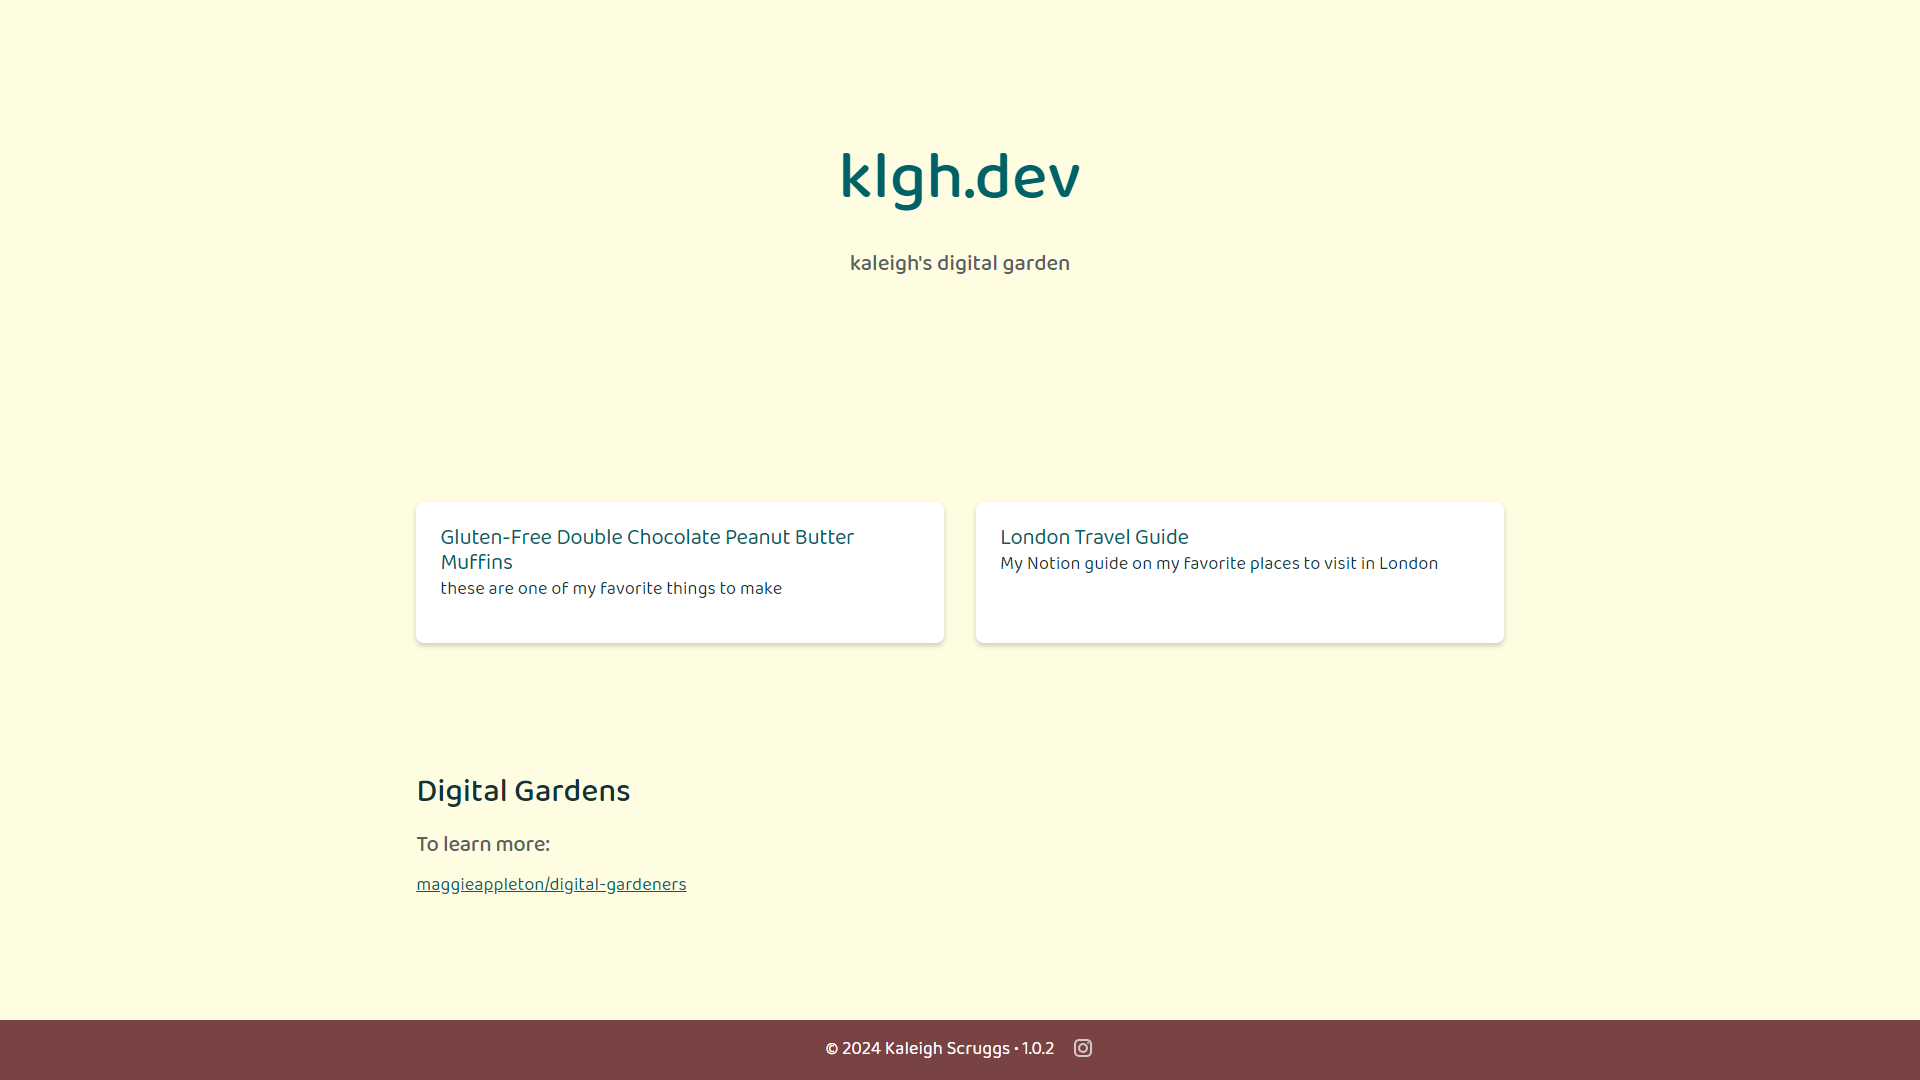 klgh.dev
kaleigh's digital garden
Gluten-Free Double Chocolate Peanut Butter
Muffins
these are one of my favorite things to make
London Travel Guide
My Notion guide on my favorite places to visit in London
Digital Gardens
To learn more:
maggieappleton/digital-gardeners
© 2024 Kaleigh Scruggs • 1.0.2